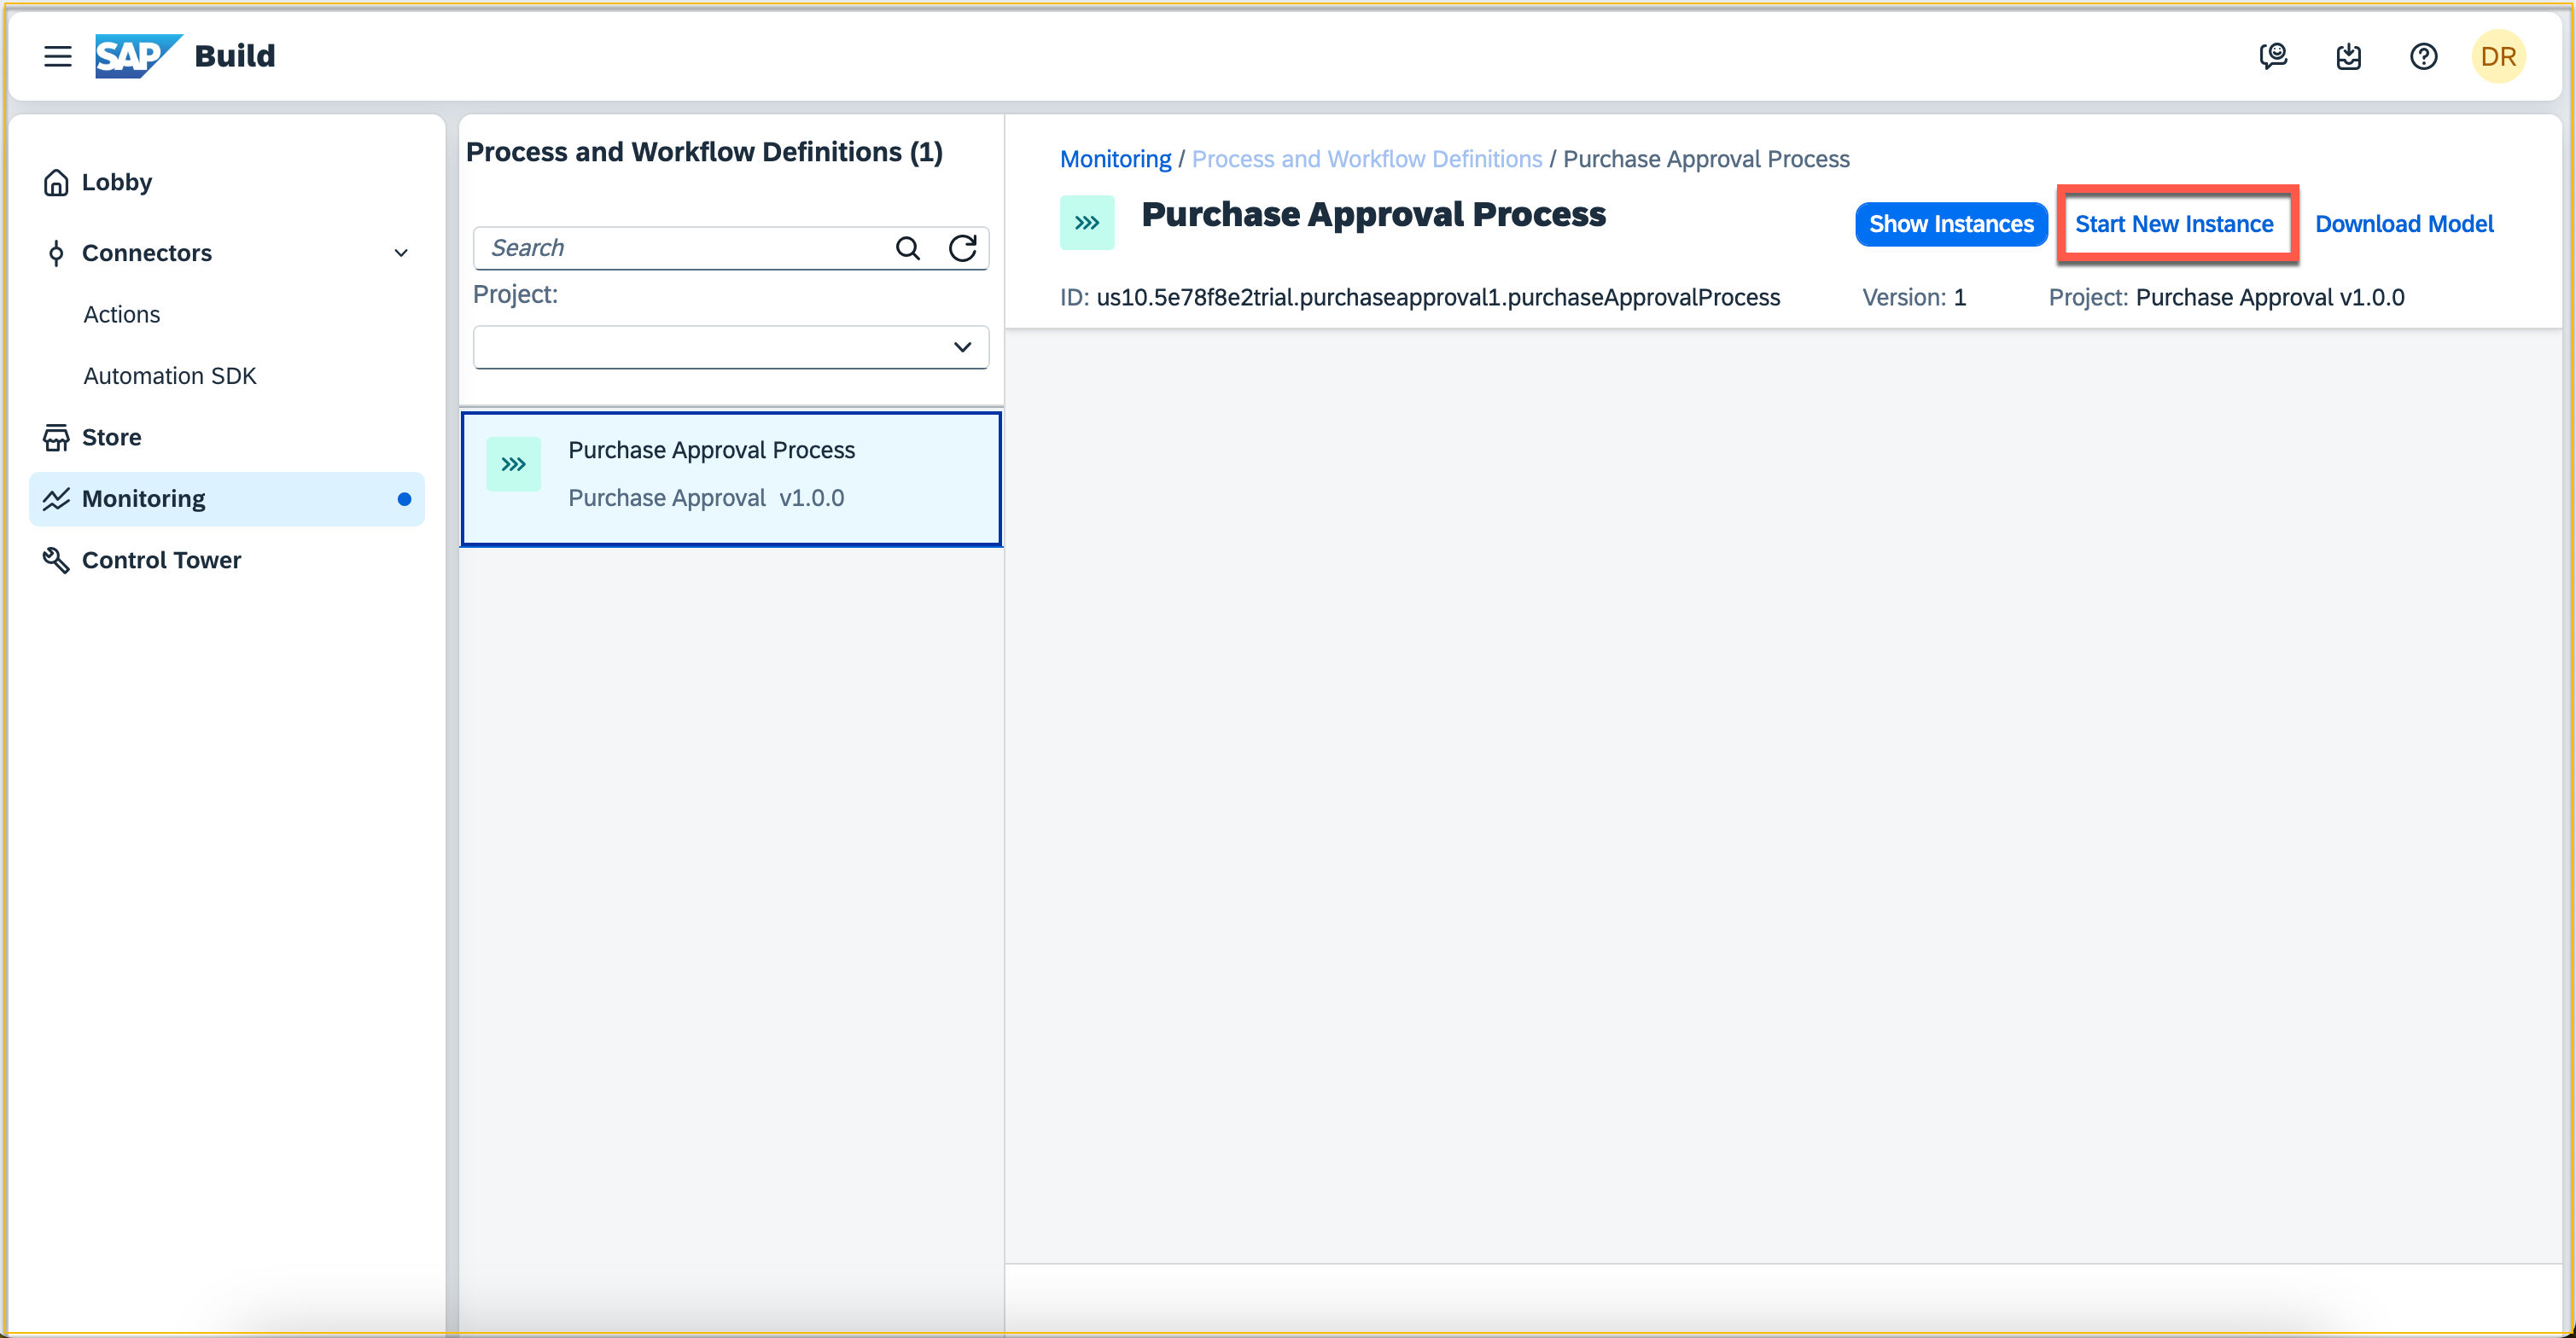 SAP Build
DR
Lobby
Connectors
Actions
Automation SDK
Store
Monitoring
Control Tower
Process and Workflow Definitions (1)
Search
Project:
Purchase Approval Process
Purchase Approval v1.0.0
Monitoring / Process and Workflow Definitions / Purchase Approval Process
Purchase Approval Process
Show Instances Start New Instance Download Model
ID: us10.5e78f8e2trial.purchaseapproval1.purchaseApprovalProcess Version: 1 Project: Purchase Approval v1.0.0